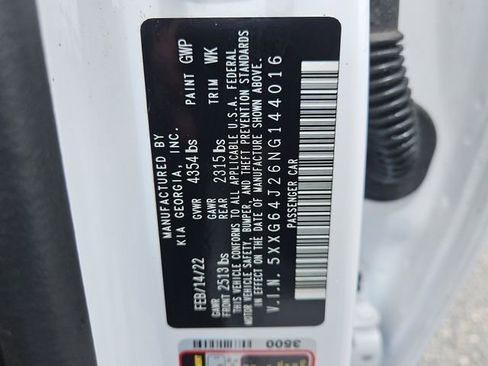 MANUFACTURED BY
KIA GEORGIA, INC.
PAINT GWP
GVWR
4354 lbs
TRIM WK
FEB/14/22
GAWR
FRONT 2513 lbs
GAWR
REAR 2315 lbs
THIS VEHICLE CONFORMS TO ALL APPLICABLE U.S.A. FEDERAL
MOTOR VEHICLE SAFETY, BUMPER, AND THEFT PREVENTION STANDARDS
IN EFFECT ON THE DATE OF MANUFACTURE SHOWN ABOVE.
V.I.N. 5XXG64J26NG144016
PASSENGER CAR
3500